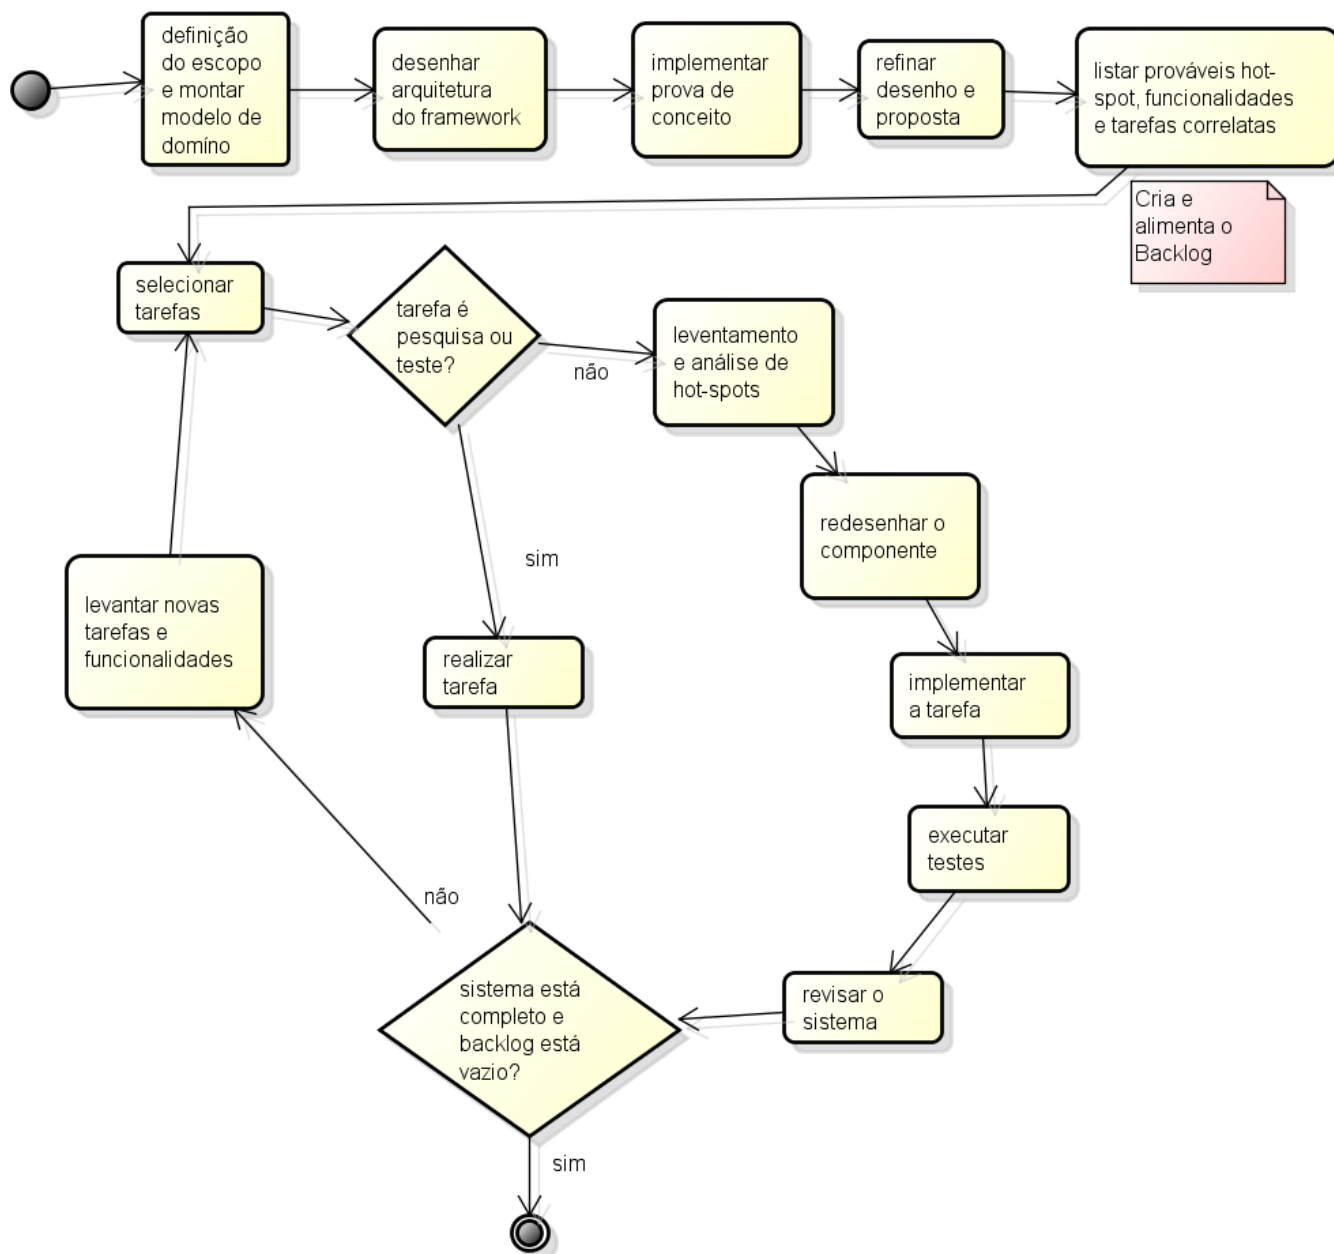 definição
do escopo
e montar
modelo de
domíno
desenhar
arquitetura
do framework
implementar
prova de
conceito
refinar
desenho e
proposta
listar prováveis hot-
spot, funcionalidades
e tarefas correlatas
Cria e
alimenta o
Backlog
selecionar
tarefas
tarefa é
pesquisa ou
teste?
não
leventamento
e análise de
hot-spots
redesenhar o
componente
sim
levantar novas
tarefas e
funcionalidades
realizar
tarefa
implementar
a tarefa
executar
testes
não
sistema está
completo e
backlog está
vazio?
revisar o
sistema
sim